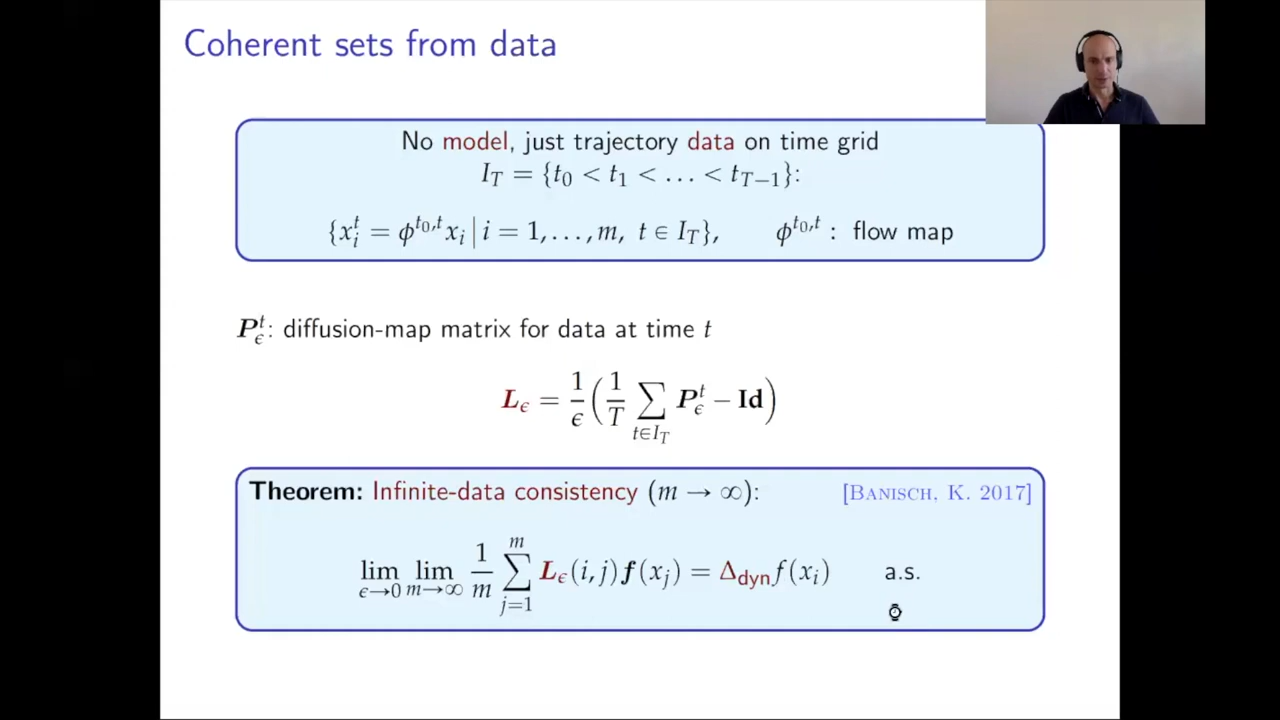 Coherent sets from data
No model, just trajectory data on time grid
I_T = {t_0 < t_1 < … < t_{T−1}}:
{x_i^t = ϕ^{t_0,t} x_i | i = 1, …, m, t ∈ I_T}, ϕ^{t_0,t} : flow map
P_ϵ^t: diffusion-map matrix for data at time t
L_ϵ = 1/ϵ ( 1/T ∑_{t∈I_T} P_ϵ^t − Id )
Theorem: Infinite-data consistency (m → ∞): [BANISCH, K. 2017]
lim_{ϵ→0} lim_{m→∞} 1/m ∑_{j=1}^m L_ϵ(i, j) f(x_j) = Δ_dyn f(x_i) a.s.